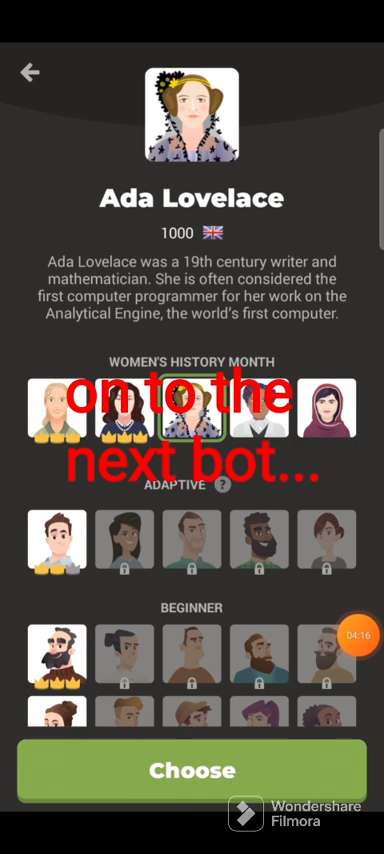 Ada Lovelace
1000
Ada Lovelace was a 19th century writer and
mathematician. She is often considered the
first computer programmer for her work on the
Analytical Engine, the world's first computer.
WOMEN'S HISTORY MONTH
on to the
next bot...
ADAPTIVE ?
BEGINNER
04:16
Choose
Wondershare
Filmora